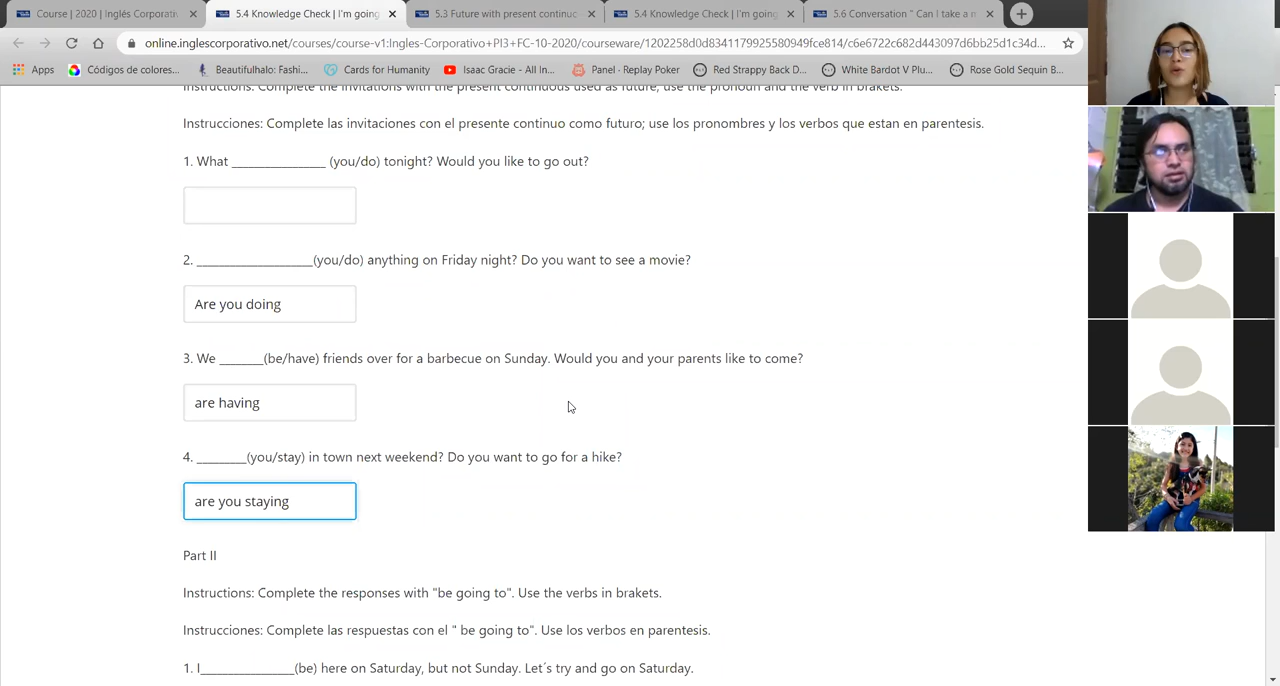 Course | 2020 | Inglés Corporati
5.4 Knowledge Check | I'm going
5.3 Future with present continuo
5.4 Knowledge Check | I'm going
5.6 Conversation " Can I take a n
online.inglescorporativo.net/courses/course-v1:Ingles-Corporativo+PI3+FC-10-2020/courseware/1202258d0d8341179925580949fce814/c6e6722c682d443097d6bb25d1c34d...
Apps
Códigos de colores...
Beautifulhalo: Fashi...
Cards for Humanity
Isaac Gracie - All In...
Panel · Replay Poker
Red Strappy Back D...
White Bardot V Plu...
Rose Gold Sequin B...
Instructions: Complete the invitations with the present continuous used as future, use the pronoun and the verb in brakets.
Instrucciones: Complete las invitaciones con el presente continuo como futuro; use los pronombres y los verbos que estan en parentesis.
1. What ________________ (you/do) tonight? Would you like to go out?
2. ____________________(you/do) anything on Friday night? Do you want to see a movie?
Are you doing
3. We _______(be/have) friends over for a barbecue on Sunday. Would you and your parents like to come?
are having
4. ________(you/stay) in town next weekend? Do you want to go for a hike?
are you staying
Part II
Instructions: Complete the responses with "be going to". Use the verbs in brakets.
Instrucciones: Complete las respuestas con el " be going to". Use los verbos en parentesis.
1. I________________(be) here on Saturday, but not Sunday. Let´s try and go on Saturday.